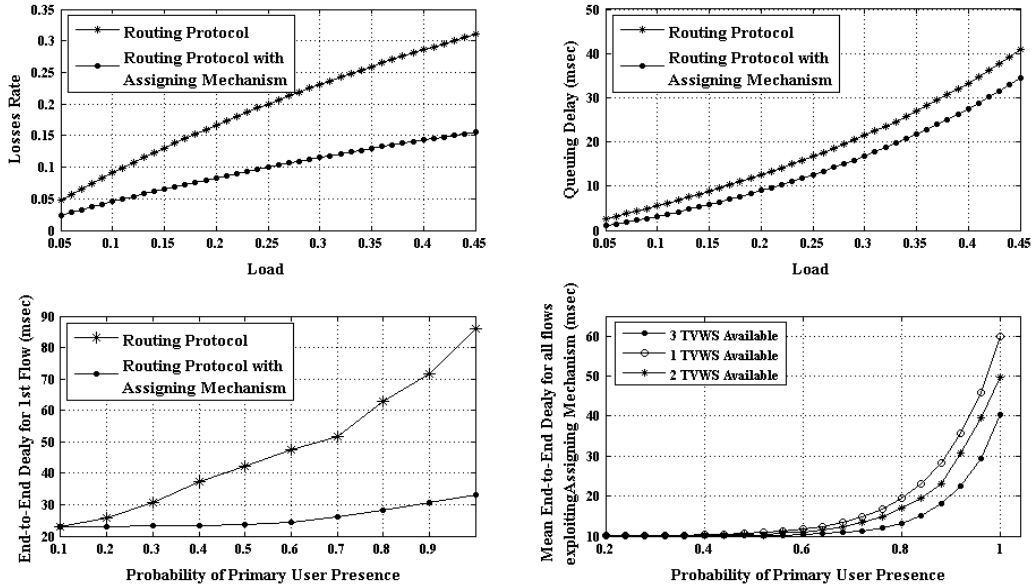 0.3
0.25
0.2
0.15
0.1
0.05
0
Losses Rate
Routing Protocol
Routing Protocol with
Assigning Mechanism
0.05 0.1 0.15 0.2 0.25 0.3 0.35 0.4 0.45
Load
50
40
30
20
10
0
Queuing Delay (msec)
Routing Protocol
Routing Protocol with
Assigning Mechanism
0.05 0.1 0.15 0.2 0.25 0.3 0.35 0.4 0.45
Load
90
80
70
60
50
40
30
20
End-to-End Dealy for 1st Flow (msec)
Routing Protocol
Routing Protocol with
Assigning Mechanism
0.1 0.2 0.3 0.4 0.5 0.6 0.7 0.8 0.9
Probability of Primary User Presence
60
50
40
30
20
10
Mean End-to-End Dealy for all flows
exploitingAssigning Mechanism (msec)
3 TVWS Available
1 TVWS Available
2 TVWS Available
0.2 0.4 0.6 0.8 1
Probability of Primary User Presence